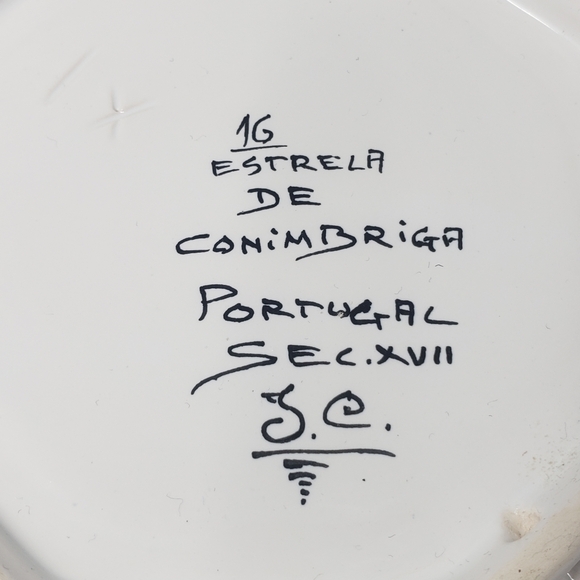 16
ESTRELA
DE
CONiMBRiGA
PORTUGAL
SEC.XVII
J.C.